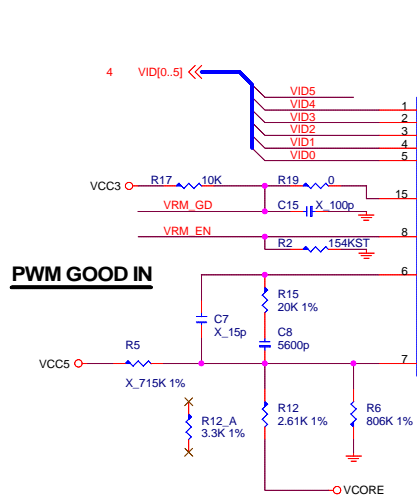 4 VID[0..5]
VID5
VID4 1
VID3 2
VID2 3
VID1 4
VID0 5
VCC3 R17 10K R19 0
15
VRM_GD C15 X_100p
VRM_EN 8
R2 154KST
PWM GOOD IN
6
R15
20K 1%
C7
X_15p
C8
5600p
R5
VCC5 7
X_715K 1%
R12_A
3.3K 1%
R12
2.61K 1%
R6
806K 1%
VCORE